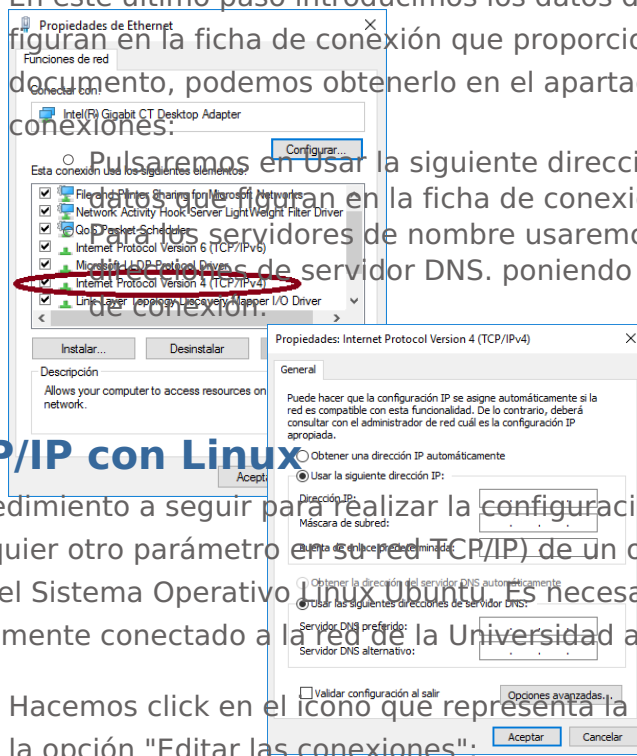 En este último paso introducimos los datos d
figuran en la ficha de conexión que proporcio
documento, podemos obtenerlo en el aparta
conexiones:
Pulsaremos en Usar la siguiente direcci
datos que figuran en la ficha de conexi
Para los servidores de nombre usaremo
direcciones de servidor DNS. poniendo
de conexión.
Propiedades de Ethernet
Funciones de red
Conectar con:
Intel(R) Gigabit CT Desktop Adapter
Configurar...
Esta conexión usa los siguientes elementos:
File and Printer Sharing for Microsoft Networks
Network Activity Hook Server LightWeight Filter Driver
QoS Packet Scheduler
Internet Protocol Version 6 (TCP/IPv6)
Microsoft LLDP Protocol Driver
Internet Protocol Version 4 (TCP/IPv4)
Link-Layer Topology Discovery Mapper I/O Driver
Instalar...
Desinstalar
Descripción
Allows your computer to access resources on
network.
Acept
Propiedades: Internet Protocol Version 4 (TCP/IPv4)
General
Puede hacer que la configuración IP se asigne automáticamente si la
red es compatible con esta funcionalidad. De lo contrario, deberá
consultar con el administrador de red cuál es la configuración IP
apropiada.
Obtener una dirección IP automáticamente
Usar la siguiente dirección IP:
Dirección IP:
Máscara de subred:
Puerta de enlace predeterminada:
Obtener la dirección del servidor DNS automáticamente
Usar las siguientes direcciones de servidor DNS:
Servidor DNS preferido:
Servidor DNS alternativo:
Validar configuración al salir
Opciones avanzadas...
Aceptar
Cancelar
P/IP con Linux
edimiento a seguir para realizar la configuraci
quier otro parámetro en su red TCP/IP) de un o
el Sistema Operativo Linux Ubuntu. Es necesa
mente conectado a la red de la Universidad a
Hacemos click en el icono que representa la
la opción "Editar las conexiones":